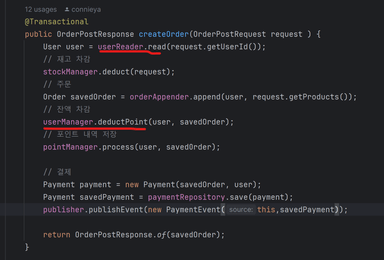 12 usages connieya
@Transactional
public OrderPostResponse createOrder(OrderPostRequest request ) {
User user = userReader.read(request.getUserId());
// 재고 차감
stockManager.deduct(request);
// 주문
Order savedOrder = orderAppender.append(user, request.getProducts());
// 잔액 차감
userManager.deductPoint(user, savedOrder);
// 포인트 내역 저장
pointManager.process(user, savedOrder);
// 결제
Payment payment = new Payment(savedOrder, user);
Payment savedPayment = paymentRepository.save(payment);
publisher.publishEvent(new PaymentEvent( source: this,savedPayment));
return OrderPostResponse.of(savedOrder);
}